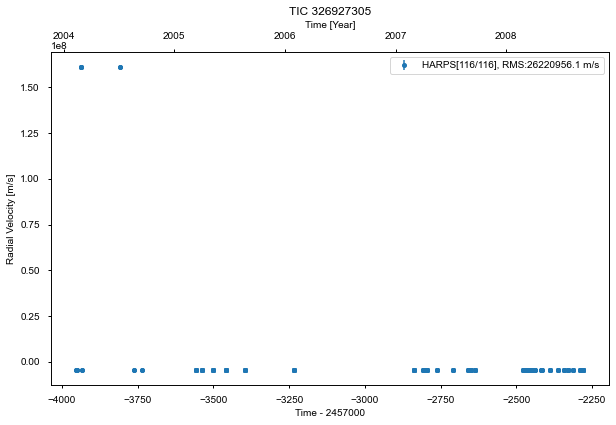 TIC 326927305
Time [Year]
2004 2005 2006 2007 2008
1e8
HARPS[116/116], RMS:26220956.1 m/s
1.50
1.25
1.00
0.75
0.50
0.25
0.00
Radial Velocity [m/s]
−4000 −3750 −3500 −3250 −3000 −2750 −2500 −2250
Time - 2457000